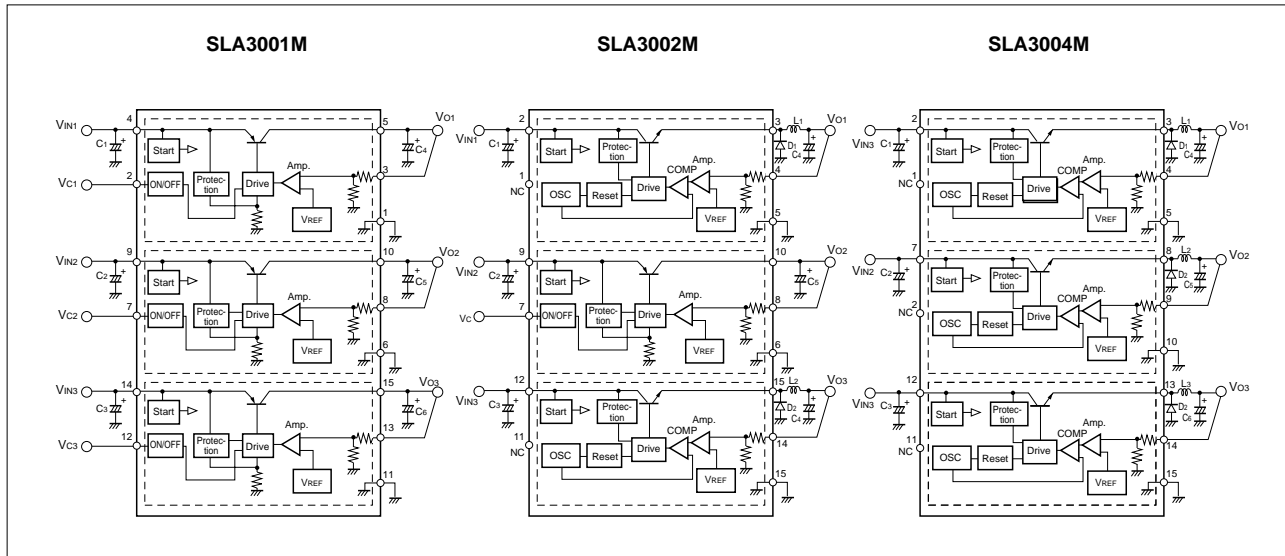 SLA3001M
SLA3002M
SLA3004M
VIN1
4
5
VO1
C1
+
Start
C4
+
Protec-
tion
Amp.
VC1
2
ON/OFF
Drive
3
VREF
1
VIN2
9
10
VO2
C2
+
Start
C5
+
Protec-
tion
Amp.
VC2
7
ON/OFF
Drive
8
VREF
6
VIN3
14
15
VO3
C3
+
Start
C6
+
Protec-
tion
Amp.
VC3
12
ON/OFF
Drive
13
VREF
11
VIN1
2
3
L1
VO1
C1
+
Start
Protec-
tion
D1
C4
+
COMP
Amp.
1
NC
OSC
Reset
Drive
4
VREF
5
VIN2
9
10
VO2
C2
+
Start
C5
+
Protec-
tion
Amp.
VC
7
ON/OFF
Drive
8
VREF
6
VIN3
12
15
L2
VO3
C3
+
Start
Protec-
tion
D2
C4
+
COMP
Amp.
11
NC
OSC
Reset
Drive
14
VREF
15
VIN3
2
3
L1
VO1
C1
+
Start
Protec-
tion
D1
C4
+
COMP
Amp.
1
NC
OSC
Reset
Drive
4
VREF
5
VIN2
7
8
L2
VO2
C2
+
Start
Protec-
tion
D2
C5
+
COMP
Amp.
2
NC
OSC
Reset
Drive
9
VREF
10
VIN3
12
13
L3
VO3
C3
+
Start
Protec-
tion
D2
C6
+
COMP
Amp.
11
NC
OSC
Reset
Drive
14
VREF
15